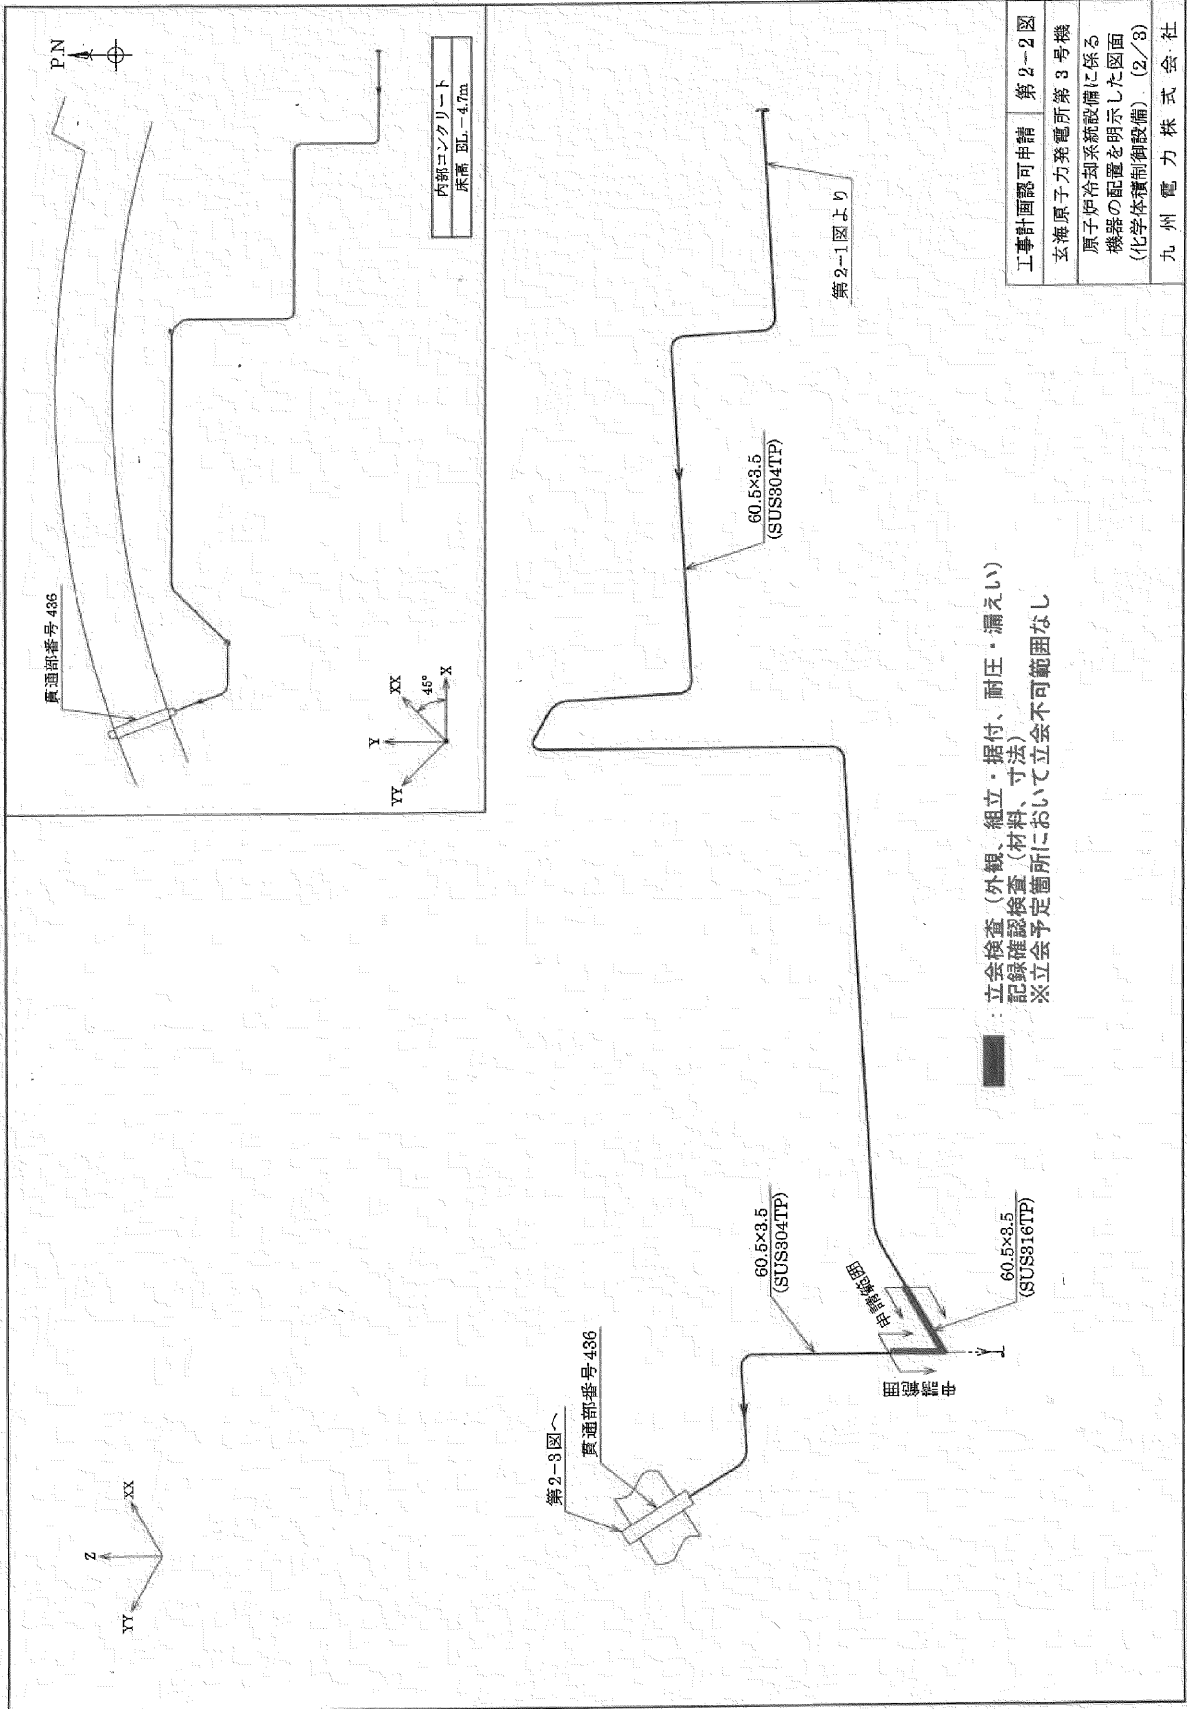 P.N
貫通部番号 436
内部コンクリート
床高 EL.-4.7m
Y
XX
YY
45°
X
Z
XX
YY
第2-1図より
60.5×3.5
(SUS304TP)
60.5×3.5
(SUS304TP)
60.5×3.5
(SUS316TP)
申請範囲
申請範囲
第2-3図へ
貫通部番号436
:立会検査(外観、組立・据付、耐圧・漏えい)
記録確認検査(材料、寸法)
※立会予定箇所において立会不可範囲なし
工事計画認可申請 第2-2図
玄海原子力発電所第3号機
原子炉冷却系統設備に係る
機器の配置を明示した図面
(化学体積制御設備) (2/3)
九州電力株式会社